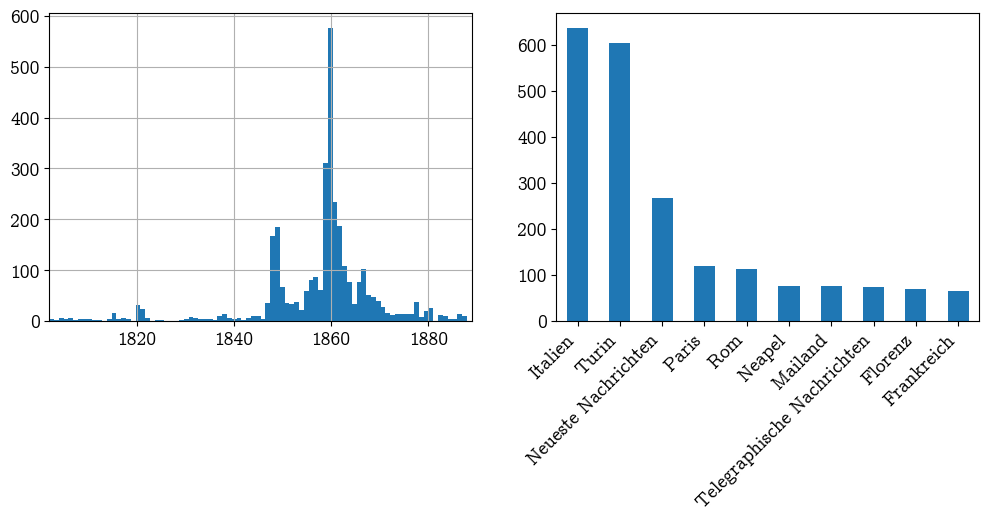 600
500
400
300
200
100
0
1820 1840 1860 1880
600
500
400
300
200
100
0
Italien
Turin
Neueste Nachrichten
Paris
Rom
Neapel
Mailand
Telegraphische Nachrichten
Florenz
Frankreich